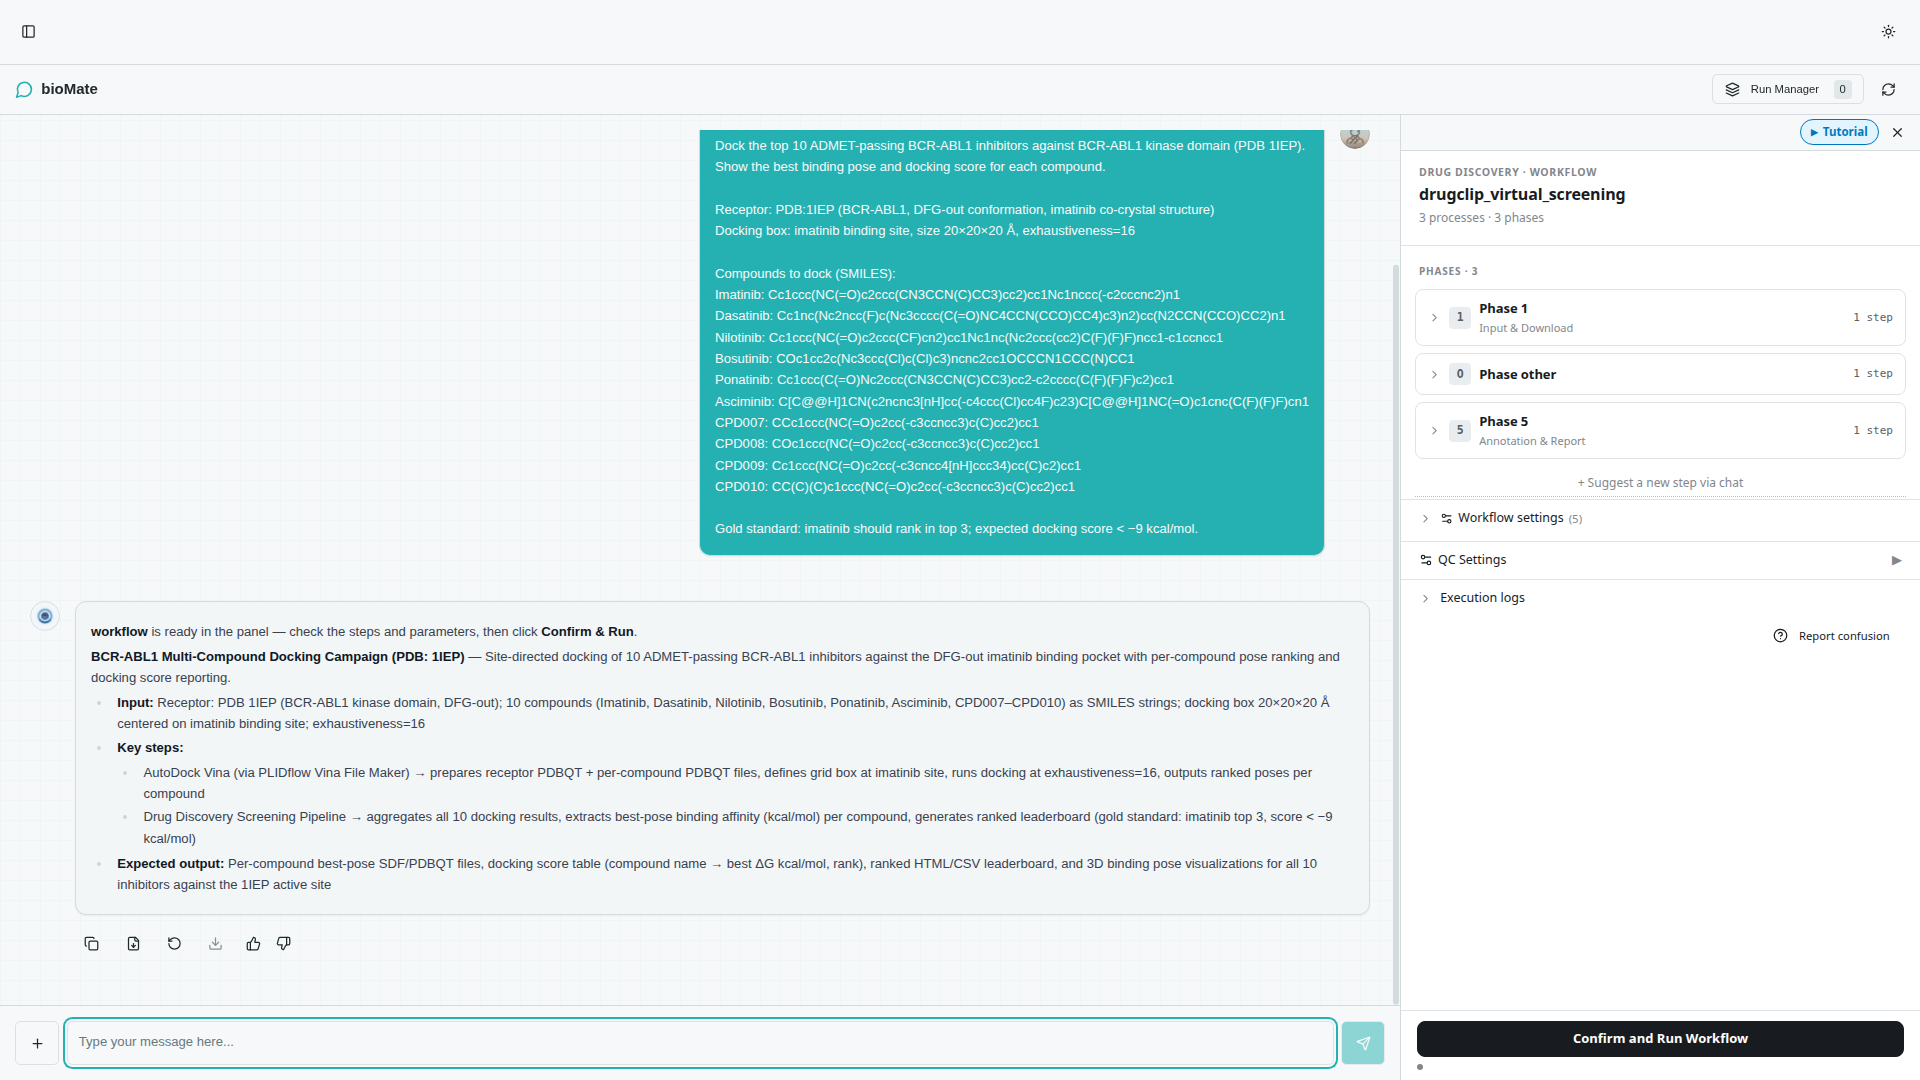 bioMate
Run Manager 0
Dock the top 10 ADMET-passing BCR-ABL1 inhibitors against BCR-ABL1 kinase domain (PDB 1IEP).
Show the best binding pose and docking score for each compound.
Receptor: PDB:1IEP (BCR-ABL1, DFG-out conformation, imatinib co-crystal structure)
Docking box: imatinib binding site, size 20×20×20 Å, exhaustiveness=16
Compounds to dock (SMILES):
Imatinib: Cc1ccc(NC(=O)c2ccc(CN3CCN(C)CC3)cc2)cc1Nc1nccc(-c2cccnc2)n1
Dasatinib: Cc1nc(Nc2ncc(F)c(Nc3cccc(C(=O)NC4CCN(CCO)CC4)c3)n2)cc(N2CCN(CCO)CC2)n1
Nilotinib: Cc1ccc(NC(=O)c2ccc(CF)cn2)cc1Nc1nc(Nc2ccc(cc2)C(F)(F)F)ncc1-c1ccncc1
Bosutinib: COc1cc2c(Nc3ccc(Cl)c(Cl)c3)ncnc2cc1OCCCN1CCC(N)CC1
Ponatinib: Cc1ccc(C(=O)Nc2ccc(CN3CCN(C)CC3)cc2-c2cccc(C(F)(F)F)c2)cc1
Asciminib: C[C@@H]1CN(c2ncnc3[nH]cc(-c4ccc(Cl)cc4F)c23)C[C@@H]1NC(=O)c1cnc(C(F)(F)F)cn1
CPD007: CCc1ccc(NC(=O)c2cc(-c3ccncc3)c(C)cc2)cc1
CPD008: COc1ccc(NC(=O)c2cc(-c3ccncc3)c(C)cc2)cc1
CPD009: Cc1ccc(NC(=O)c2cc(-c3cncc4[nH]ccc34)cc(C)c2)cc1
CPD010: CC(C)(C)c1ccc(NC(=O)c2cc(-c3ccncc3)c(C)cc2)cc1
Gold standard: imatinib should rank in top 3; expected docking score < −9 kcal/mol.
workflow is ready in the panel — check the steps and parameters, then click Confirm & Run.
BCR-ABL1 Multi-Compound Docking Campaign (PDB: 1IEP) — Site-directed docking of 10 ADMET-passing BCR-ABL1 inhibitors against the DFG-out imatinib binding pocket with per-compound pose ranking and
docking score reporting.
Input: Receptor: PDB 1IEP (BCR-ABL1 kinase domain, DFG-out); 10 compounds (Imatinib, Dasatinib, Nilotinib, Bosutinib, Ponatinib, Asciminib, CPD007–CPD010) as SMILES strings; docking box 20×20×20 Å
centered on imatinib binding site; exhaustiveness=16
Key steps:
AutoDock Vina (via PLIDflow Vina File Maker) → prepares receptor PDBQT + per-compound PDBQT files, defines grid box at imatinib site, runs docking at exhaustiveness=16, outputs ranked poses per
compound
Drug Discovery Screening Pipeline → aggregates all 10 docking results, extracts best-pose binding affinity (kcal/mol) per compound, generates ranked leaderboard (gold standard: imatinib top 3, score < −9
kcal/mol)
Expected output: Per-compound best-pose SDF/PDBQT files, docking score table (compound name → best ΔG kcal/mol, rank), ranked HTML/CSV leaderboard, and 3D binding pose visualizations for all 10
inhibitors against the 1IEP active site
Type your message here...
▶ Tutorial
DRUG DISCOVERY · WORKFLOW
drugclip_virtual_screening
3 processes · 3 phases
PHASES · 3
1 Phase 1 1 step
Input & Download
0 Phase other 1 step
5 Phase 5 1 step
Annotation & Report
+ Suggest a new step via chat
Workflow settings (5)
QC Settings
Execution logs
Report confusion
Confirm and Run Workflow